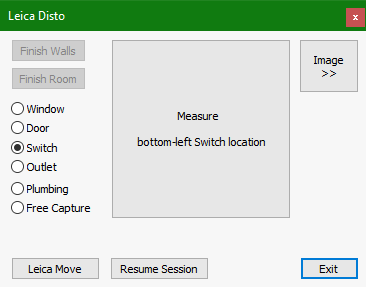 Leica Disto
x
Finish Walls
Finish Room
Window
Door
Switch
Outlet
Plumbing
Free Capture
Measure
bottom-left Switch location
Image
>>
Leica Move
Resume Session
Exit